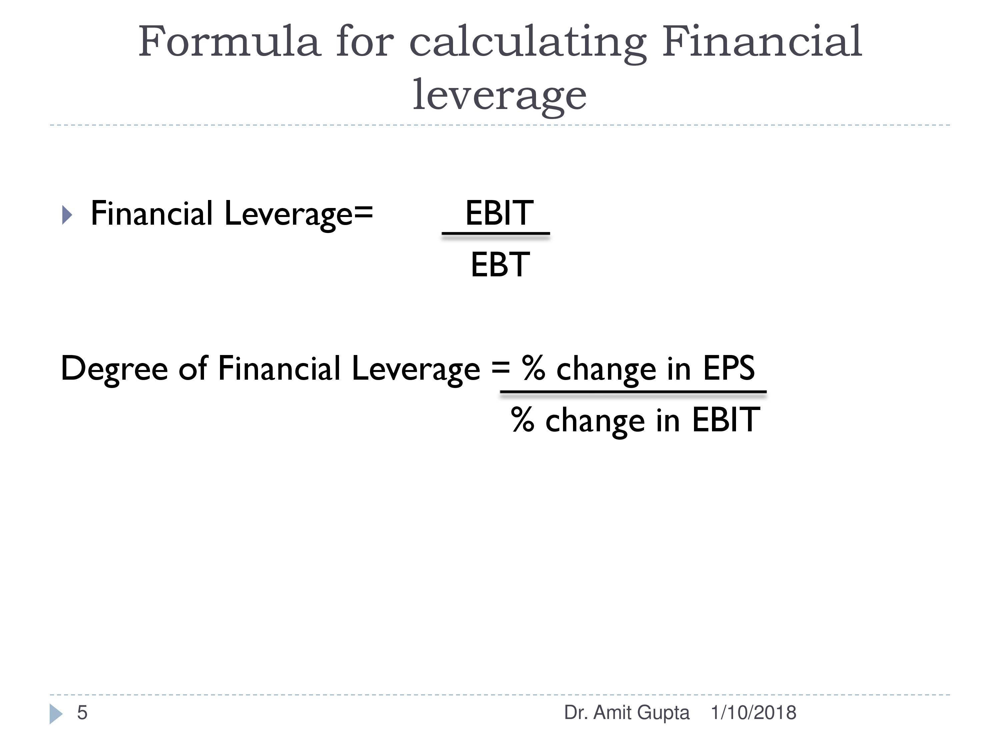 Formula for calculating Financial
leverage
Financial Leverage= EBIT
EBT
Degree of Financial Leverage = % change in EPS
% change in EBIT
5 Dr. Amit Gupta 1/10/2018